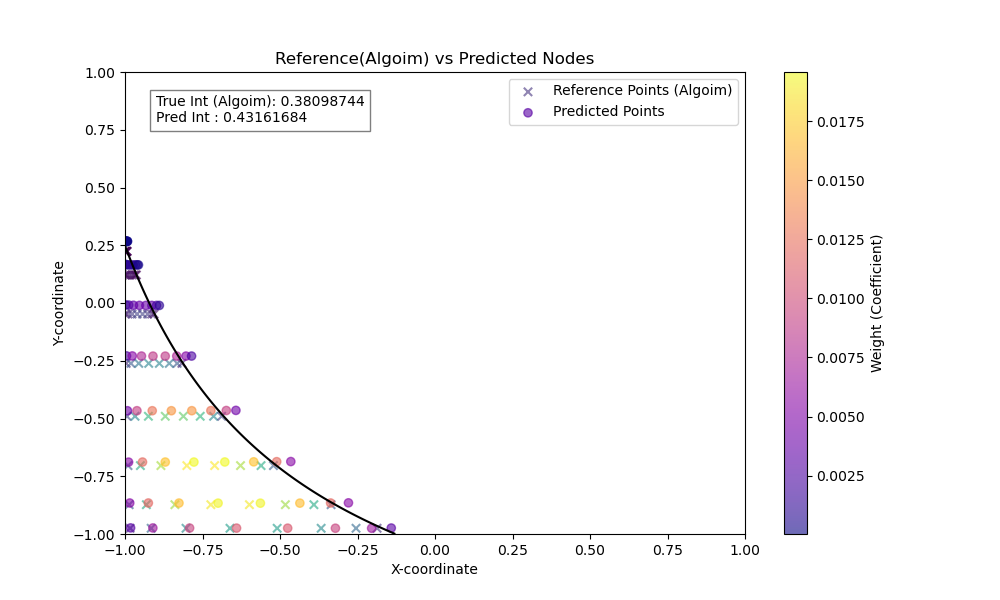 Reference(Algoim) vs Predicted Nodes
True Int (Algoim): 0.38098744
Pred Int : 0.43161684
Reference Points (Algoim)
Predicted Points
1.00
0.75
0.50
0.25
0.00
−0.25
−0.50
−0.75
−1.00
Y-coordinate
−1.00 −0.75 −0.50 −0.25 0.00 0.25 0.50 0.75 1.00
X-coordinate
0.0175
0.0150
0.0125
0.0100
0.0075
0.0050
0.0025
Weight (Coefficient)